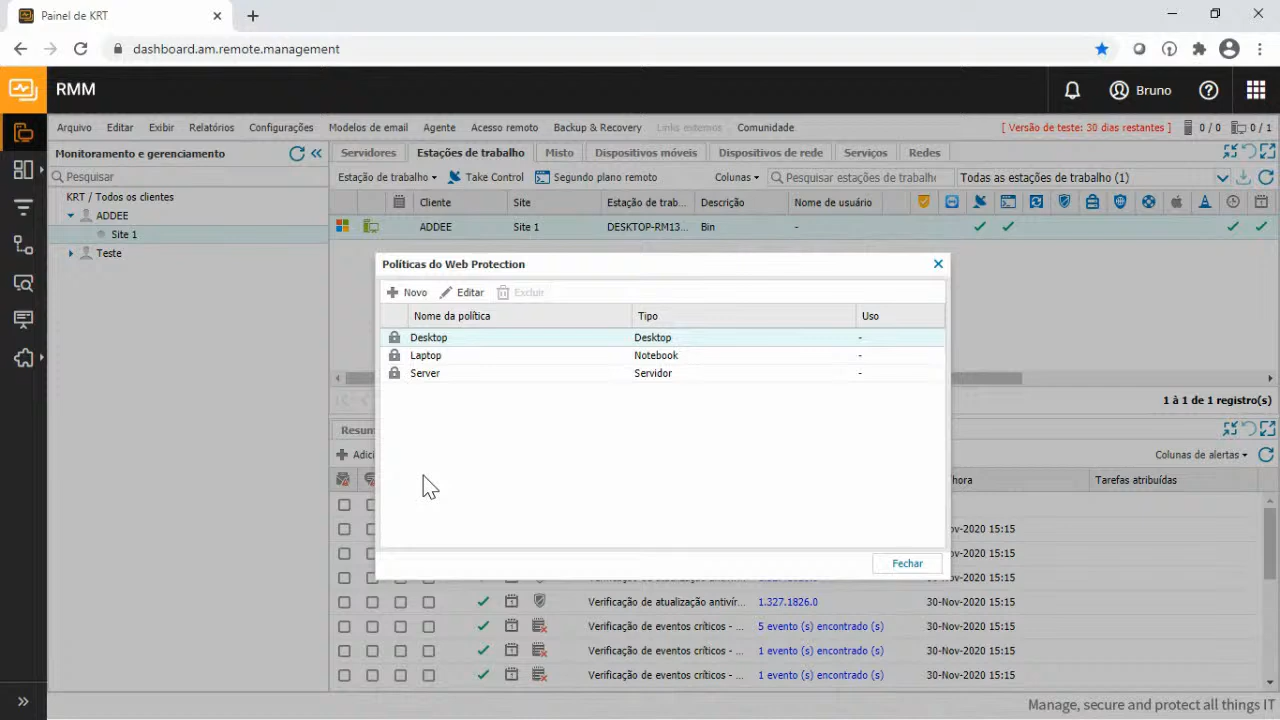 Painel de KRT
dashboard.am.remote.management
RMM
Bruno
Arquivo Editar Exibir Relatórios Configurações Modelos de email Agente Acesso remoto Backup & Recovery Links externos Comunidade
[ Versão de teste: 30 dias restantes ] 0 / 0 0 / 1
Monitoramento e gerenciamento
Servidores Estações de trabalho Misto Dispositivos móveis Dispositivos de rede Serviços Redes
Pesquisar
Estação de trabalho Take Control Segundo plano remoto Colunas Pesquisar estações de trabalho Todas as estações de trabalho (1)
KRT / Todos os clientes
ADDEE
Site 1
Teste
Cliente Site Estação de trab... Descrição Nome de usuário
ADDEE Site 1 DESKTOP-RM13... Bin -
Políticas do Web Protection
Novo Editar Excluir
Nome da política Tipo Uso
Desktop Desktop -
Laptop Notebook -
Server Servidor -
Fechar
1 à 1 de 1 registro(s)
Resum
Adici
Colunas de alertas
hora Tarefas atribuídas
-Nov-2020 15:15
-Nov-2020 15:15
-Nov-2020 15:15
Verificação de atualização antivír... 1.327.1826.0 30-Nov-2020 15:15
Verificação de eventos críticos - ... 5 evento (s) encontrado (s) 30-Nov-2020 15:15
Verificação de eventos críticos - ... 1 evento (s) encontrado (s) 30-Nov-2020 15:15
Verificação de eventos críticos - ... 1 evento (s) encontrado (s) 30-Nov-2020 15:15
Manage, secure and protect all things IT